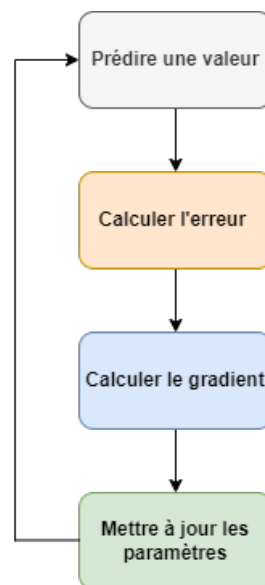 Prédire une valeur
Calculer l'erreur
Calculer le gradient
Mettre à jour les
paramètres